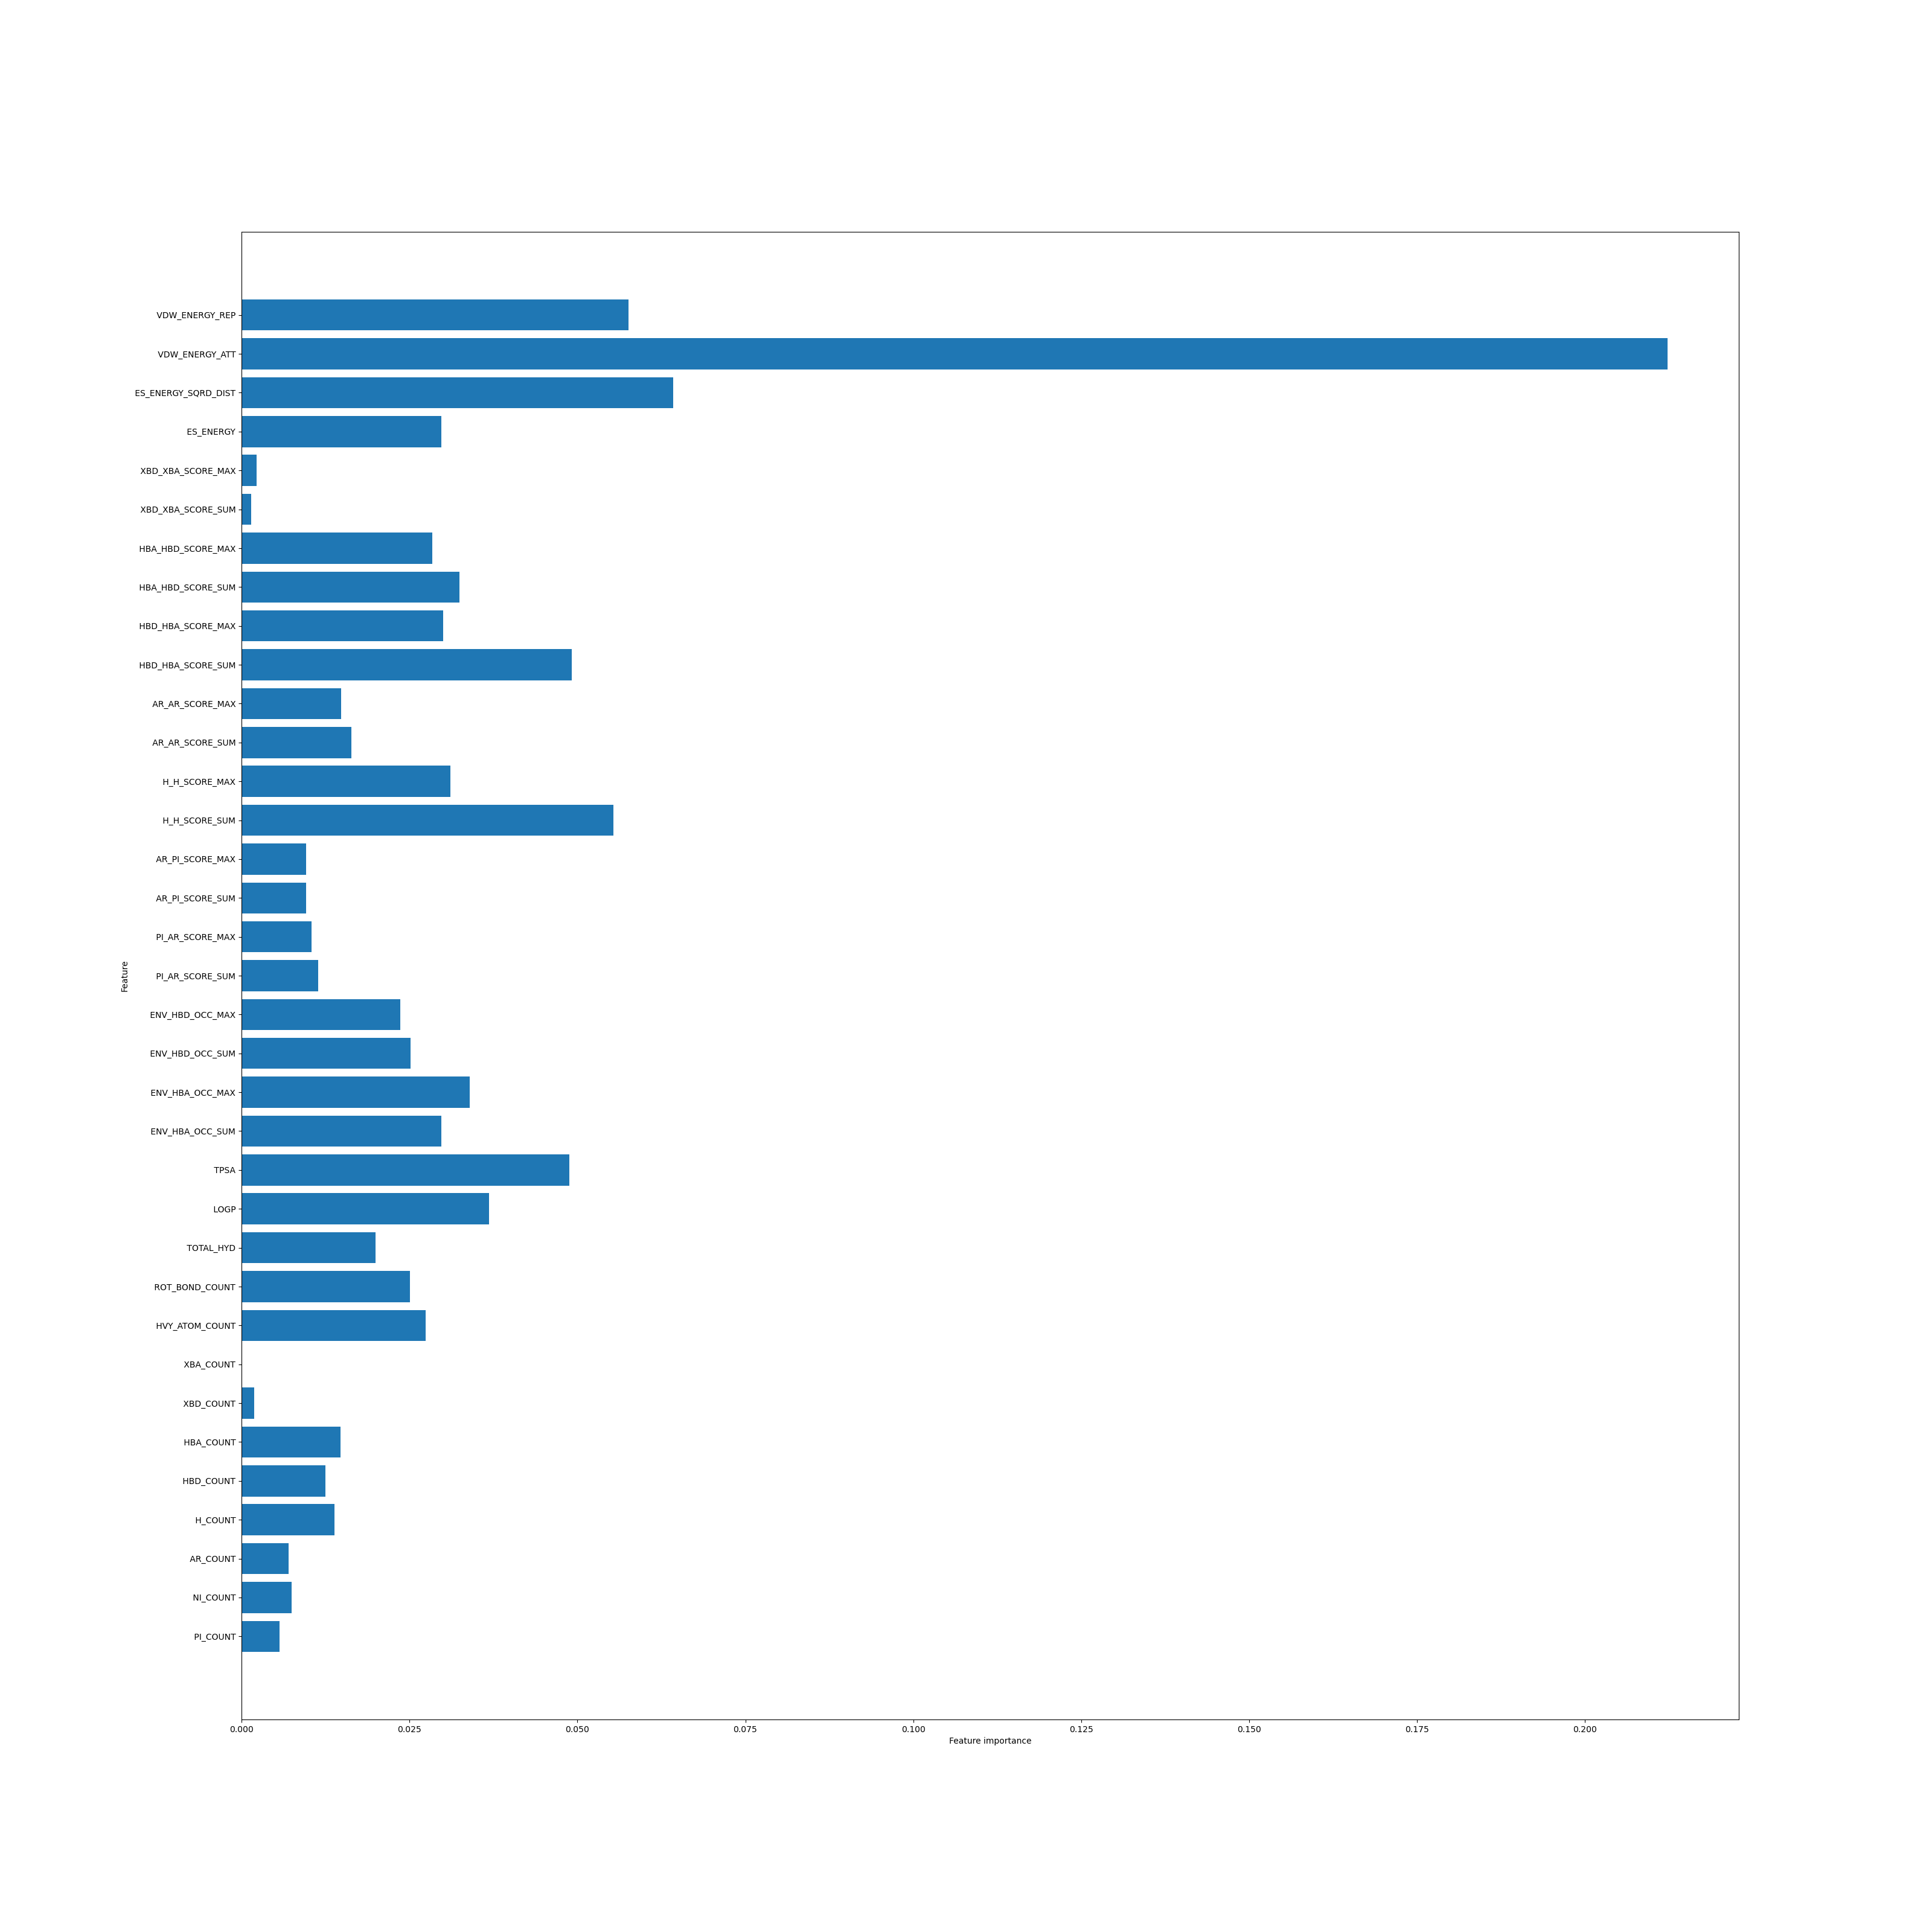 VDW_ENERGY_REP
VDW_ENERGY_ATT
ES_ENERGY_SQRD_DIST
ES_ENERGY
XBD_XBA_SCORE_MAX
XBD_XBA_SCORE_SUM
HBA_HBD_SCORE_MAX
HBA_HBD_SCORE_SUM
HBD_HBA_SCORE_MAX
HBD_HBA_SCORE_SUM
AR_AR_SCORE_MAX
AR_AR_SCORE_SUM
H_H_SCORE_MAX
H_H_SCORE_SUM
AR_PI_SCORE_MAX
AR_PI_SCORE_SUM
PI_AR_SCORE_MAX
PI_AR_SCORE_SUM
ENV_HBD_OCC_MAX
ENV_HBD_OCC_SUM
ENV_HBA_OCC_MAX
ENV_HBA_OCC_SUM
TPSA
LOGP
TOTAL_HYD
ROT_BOND_COUNT
HVY_ATOM_COUNT
XBA_COUNT
XBD_COUNT
HBA_COUNT
HBD_COUNT
H_COUNT
AR_COUNT
NI_COUNT
PI_COUNT
Feature
0.000 0.025 0.050 0.075 0.100 0.125 0.150 0.175 0.200
Feature importance